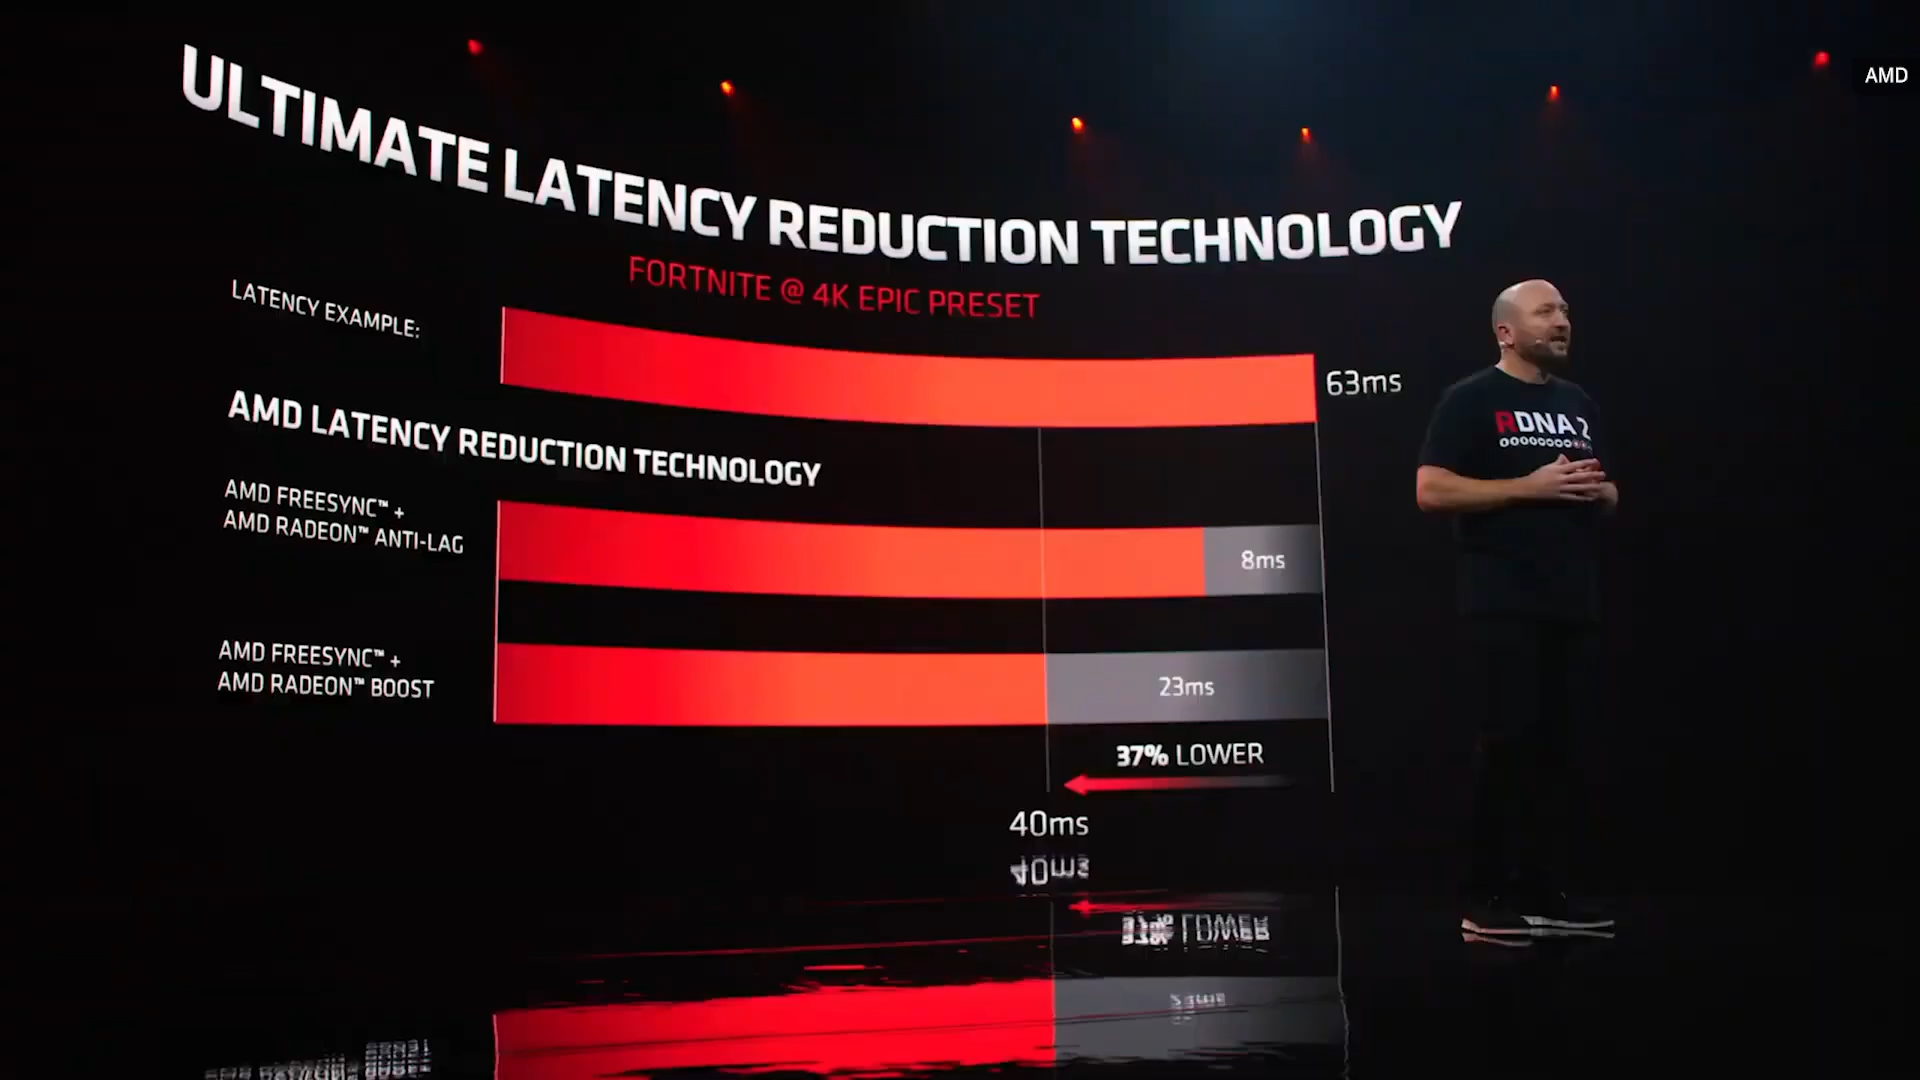 AMD
ULTIMATE LATENCY REDUCTION TECHNOLOGY
FORTNITE @ 4K EPIC PRESET
LATENCY EXAMPLE:
63ms
AMD LATENCY REDUCTION TECHNOLOGY
AMD FREESYNC™ +
AMD RADEON™ ANTI-LAG
8ms
AMD FREESYNC™ +
AMD RADEON™ BOOST
23ms
37% LOWER
40ms
RDNA 2